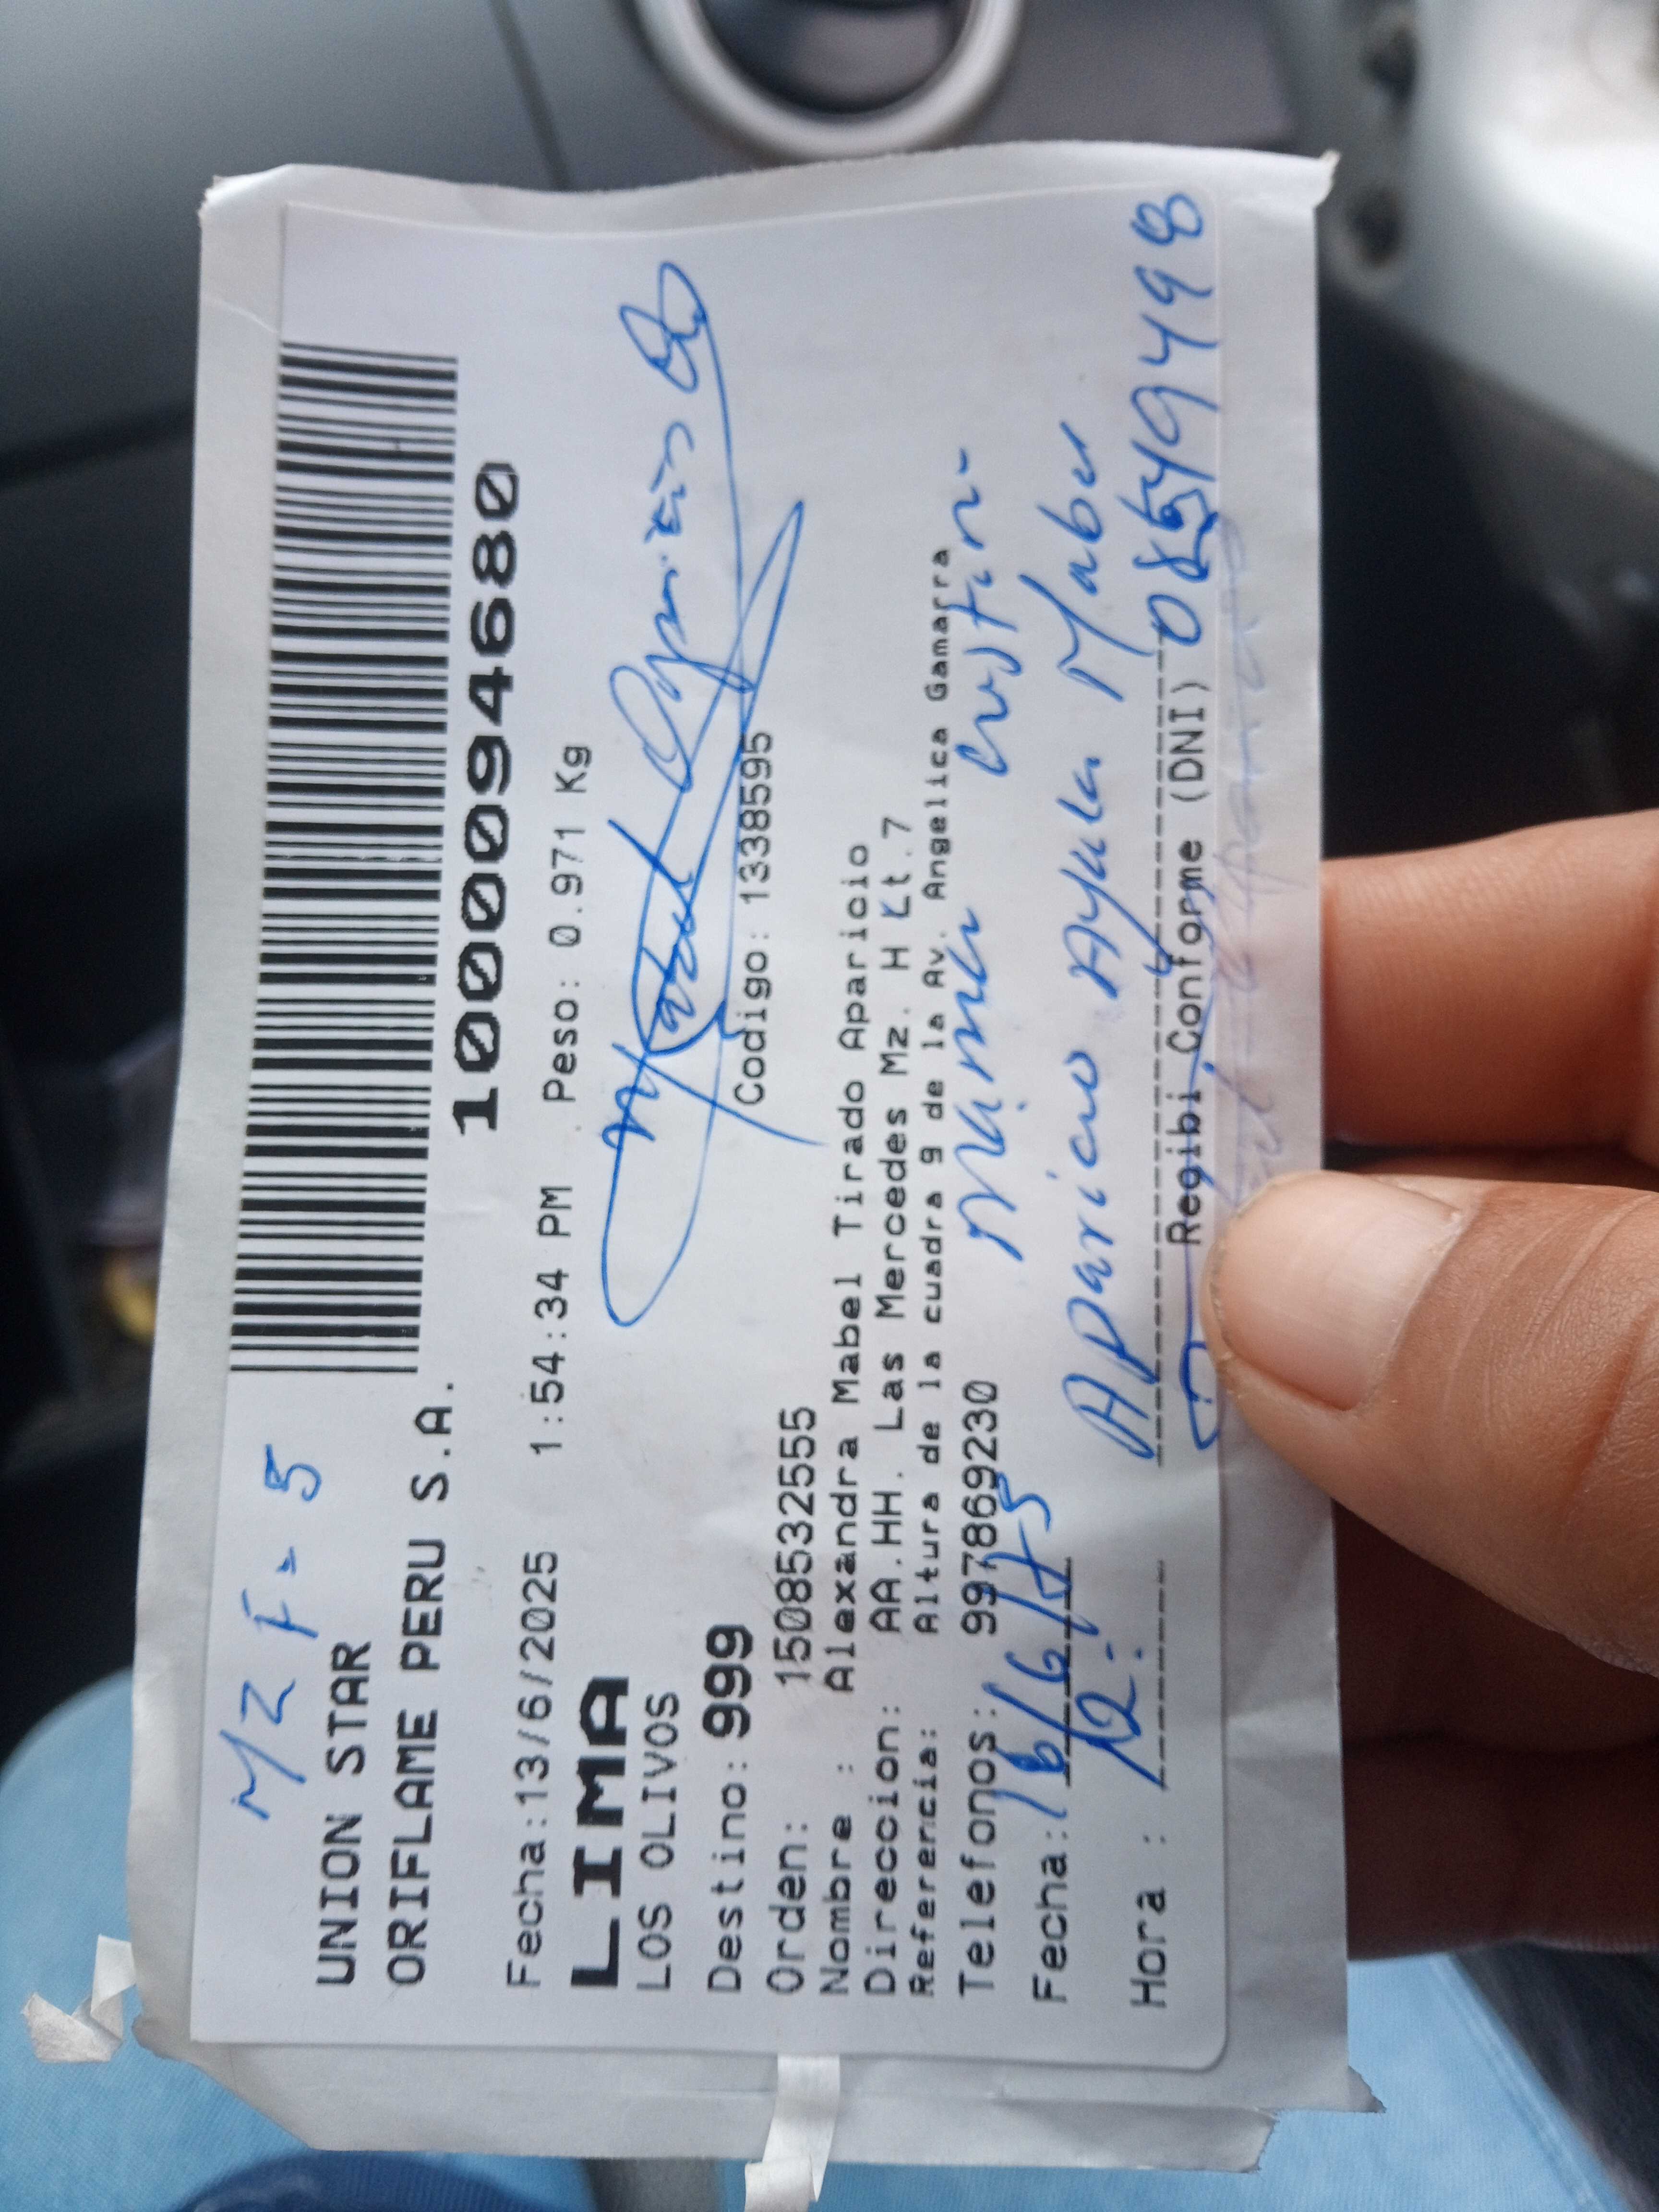 MZ F-5
UNION STAR
ORIFLAME PERU S.A.
1000094680
Fecha:13/6/2025 1:54:34 PM Peso: 0.971 Kg
LIMA
LOS OLIVOS
Destino: 999
Codigo: 1338595
Orden: 1508532555
Nombre : Alexandra Mabel Tirado Aparicio
Direccion: AA.HH. Las Mercedes Mz. H Lt.7
Referencia: Altura de la cuadra 9 de la Av. Angelica Gamarra
Telefonos: 997869230
Fecha: 16/6/25
Aparicio Ayala Mabel
Hora : 12:
Recibi Conforme (DNI)